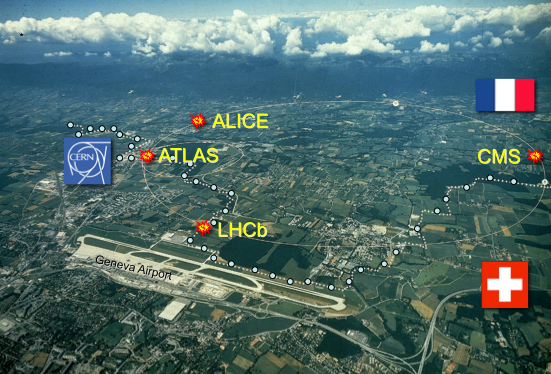 ALICE
CERN
ATLAS
CMS
LHCb
Geneva Airport